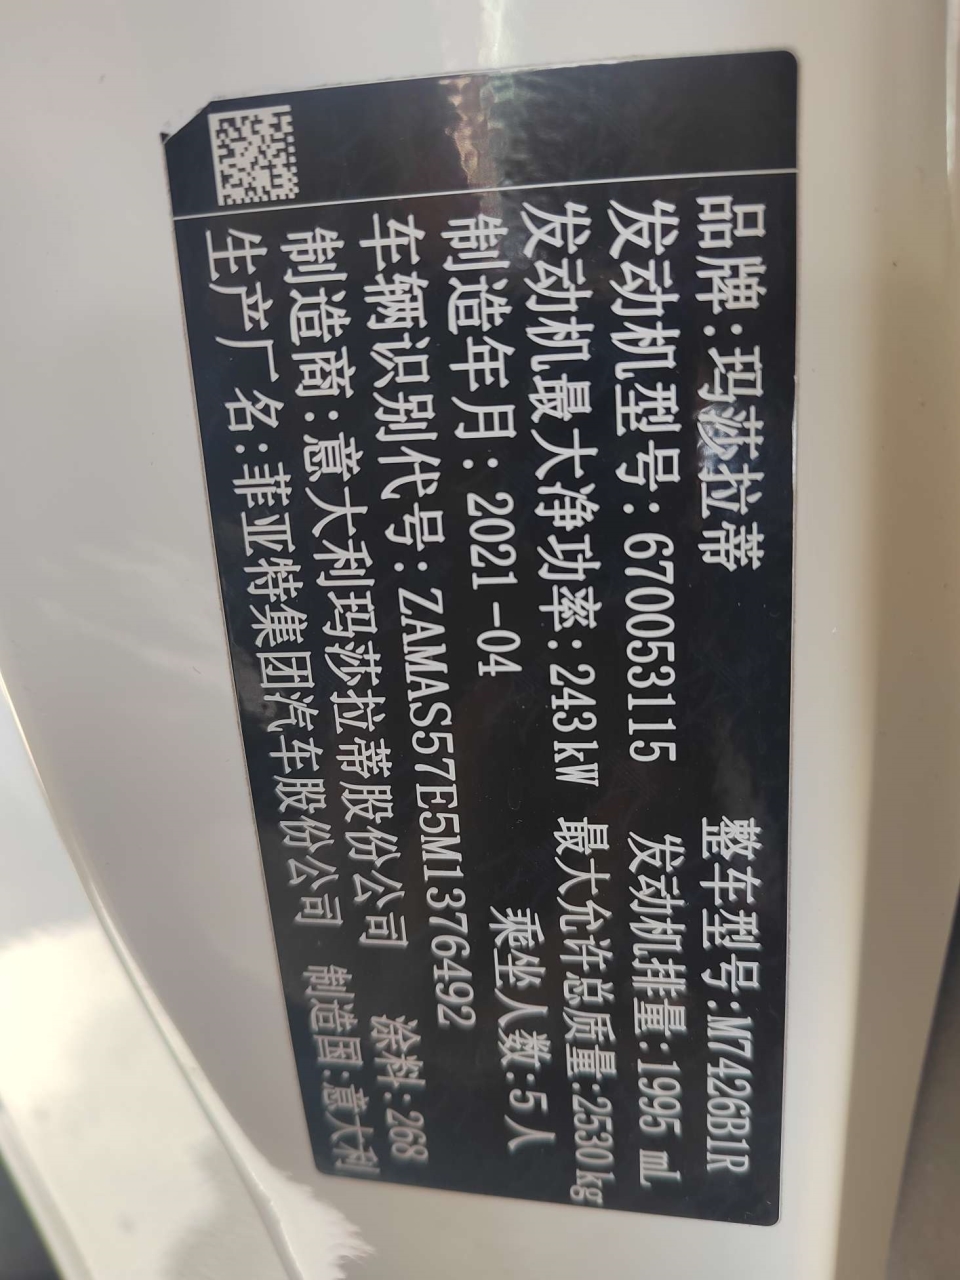 品牌:玛莎拉蒂 整车型号:M7426B1R
发动机型号:670053115 发动机排量:1995 mL
发动机最大净功率:243kW 最大允许总质量:2530kg
制造年月:2021-04 乘坐人数:5人
车辆识别代号:ZAMAS57E5M1376492
制造商:意大利玛莎拉蒂股份公司 涂料:268
生产厂名:菲亚特集团汽车股份公司 制造国:意大利